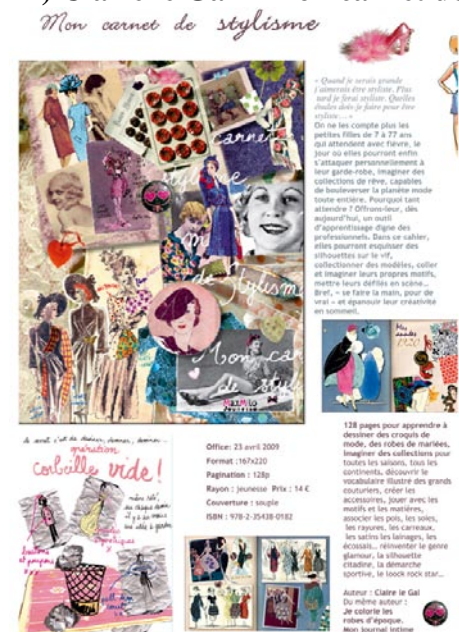 Mon carnet de stylisme
« Quand je serais grande
j'aimerais être styliste. Plus
tard je ferai styliste. Quelles
études dois-je faire pour être
styliste... »
On ne les compte plus les
petites filles de 7 à 77 ans
qui attendent avec fièvre, le
jour où elles pourront enfin
s'attaquer personnellement à
leur garde-robe, imaginer des
collections de rêve, capables
de bouleverser la planète mode
toute entière. Pourquoi tant
attendre ? Offrons-leur, dès
aujourd'hui, un outil
d'apprentissage digne des
professionnels. Dans ce cahier,
elles pourront esquisser des
silhouettes sur le vif,
collectionner des modèles, coller
et imaginer leurs propres motifs,
mettre leurs défilés en scène...
Bref, « se faire la main, pour de
vrai » et épanouir leur créativité
en sommeil.
carnet
de Stylisme
Mon car
de styl
MaxMilo
Mes
années
1920
opération
corbeille vide !
Office: 23 avril 2009
Format :167x220
Pagination : 128p
Rayon : jeunesse Prix : 14 €
Couverture : souple
ISBN : 978-2-35438-0182
128 pages pour apprendre à
dessiner des croquis de
mode, des robes de mariées,
imaginer des collections pour
toutes les saisons, tous les
continents, découvrir le
vocabulaire illustré des grands
couturiers, créer les
accessoires, jouer avec les
motifs et les matières,
associer les pois, les soies,
les rayures, les carreaux,
les satins les lainages, les
écossais... réinventer le genre
glamour, la silhouette
citadine, la démarche
sportive, le loock rock star...
Auteur : Claire le Gal
Du même auteur :
Je colorie les
robes d'époque.
Mon journal intime